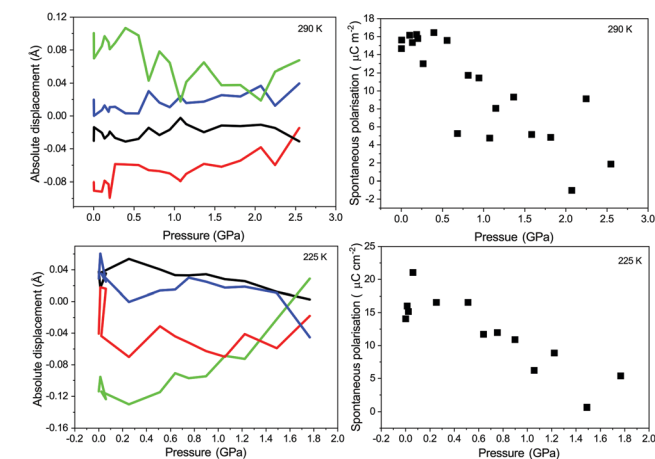 0.12
0.08
0.04
0.00
-0.04
-0.08
Absolute displacement (Å)
290 K
0.0 0.5 1.0 1.5 2.0 2.5 3.0
Pressure (GPa)
18
16
14
12
10
8
6
4
2
0
-2
Spontaneous polarisation ( μC m⁻²)
290 K
0.0 0.5 1.0 1.5 2.0 2.5 3.0
Pressue (GPa)
0.04
0.00
-0.04
-0.08
-0.12
-0.16
Absolute displacement (Å)
225 K
-0.2 0.0 0.2 0.4 0.6 0.8 1.0 1.2 1.4 1.6 1.8 2.0
Pressure (GPa)
25
20
15
10
5
0
Spontaneous polarisation ( μC cm⁻²)
225 K
-0.2 0.0 0.2 0.4 0.6 0.8 1.0 1.2 1.4 1.6 1.8 2.0
Pressure (GPa)